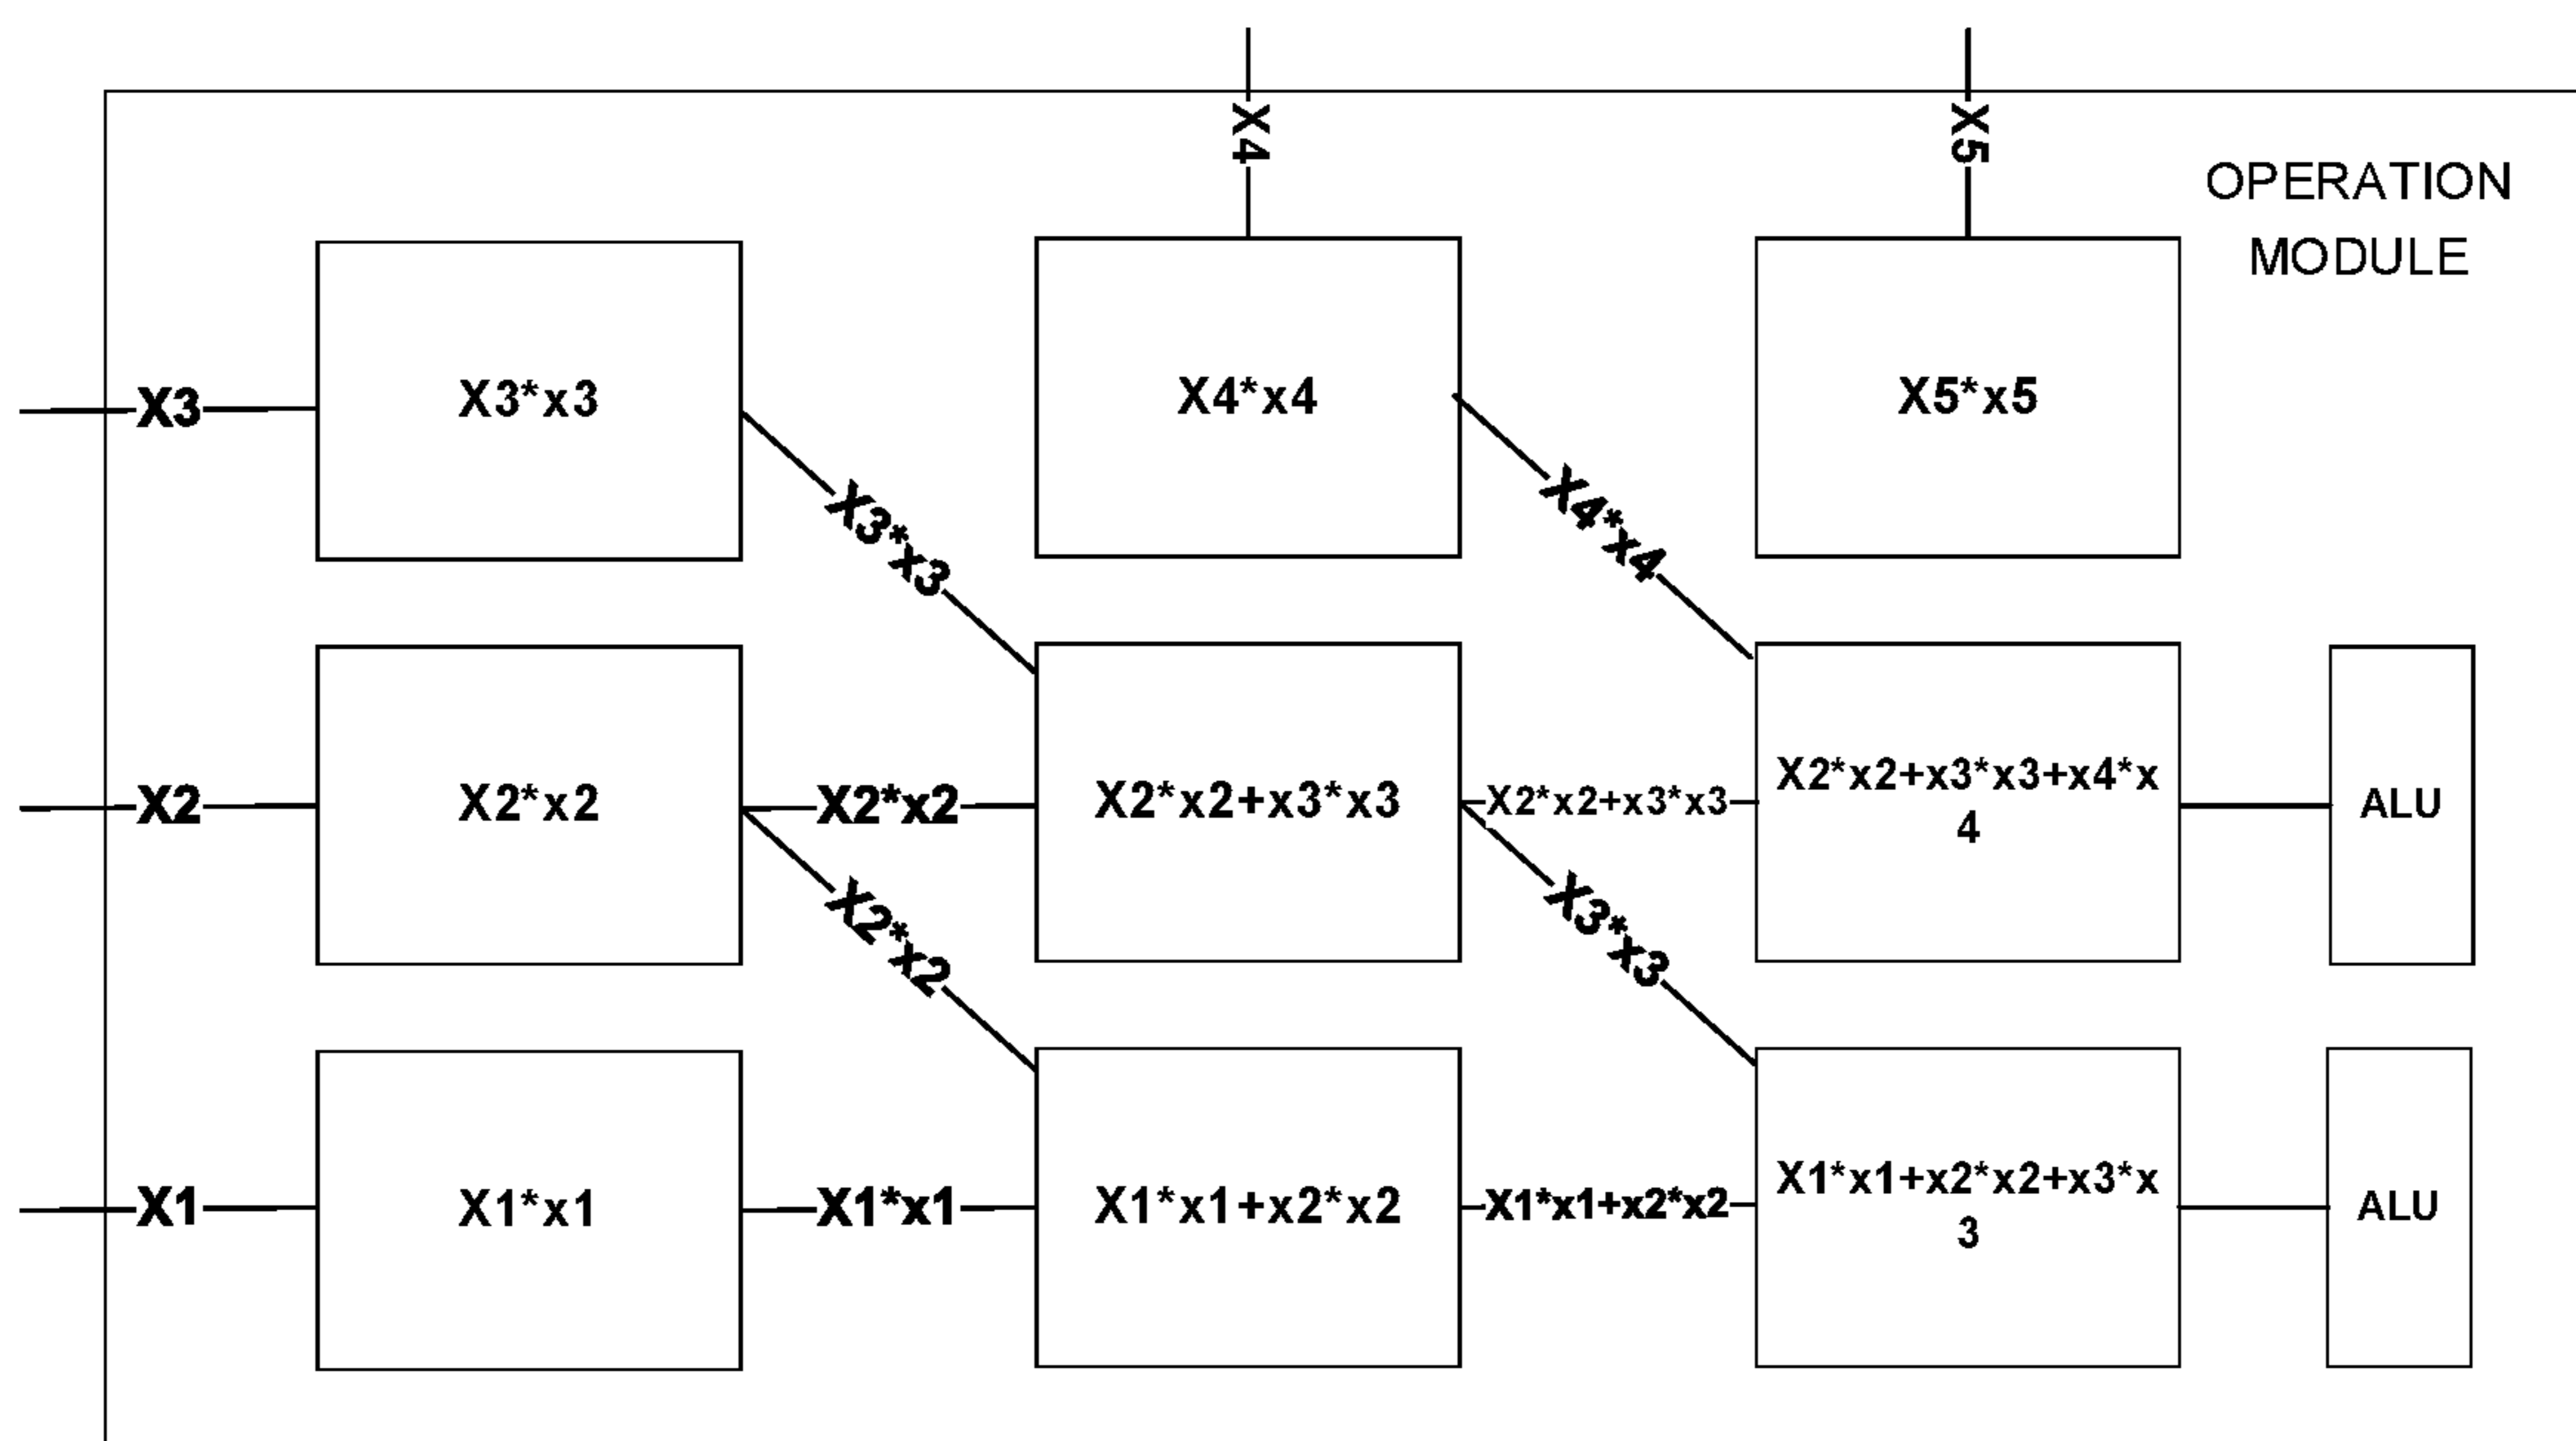 X4
X5
OPERATION
MODULE
X3
X3*x3
X4*x4
X5*x5
X3*x3
X4*x4
X2
X2*x2
X2*x2
X2*x2+x3*x3
X2*x2+x3*x3
X2*x2+x3*x3+x4*x
4
ALU
X2*x2
X3*x3
X1
X1*x1
X1*x1
X1*x1+x2*x2
X1*x1+x2*x2
X1*x1+x2*x2+x3*x
3
ALU